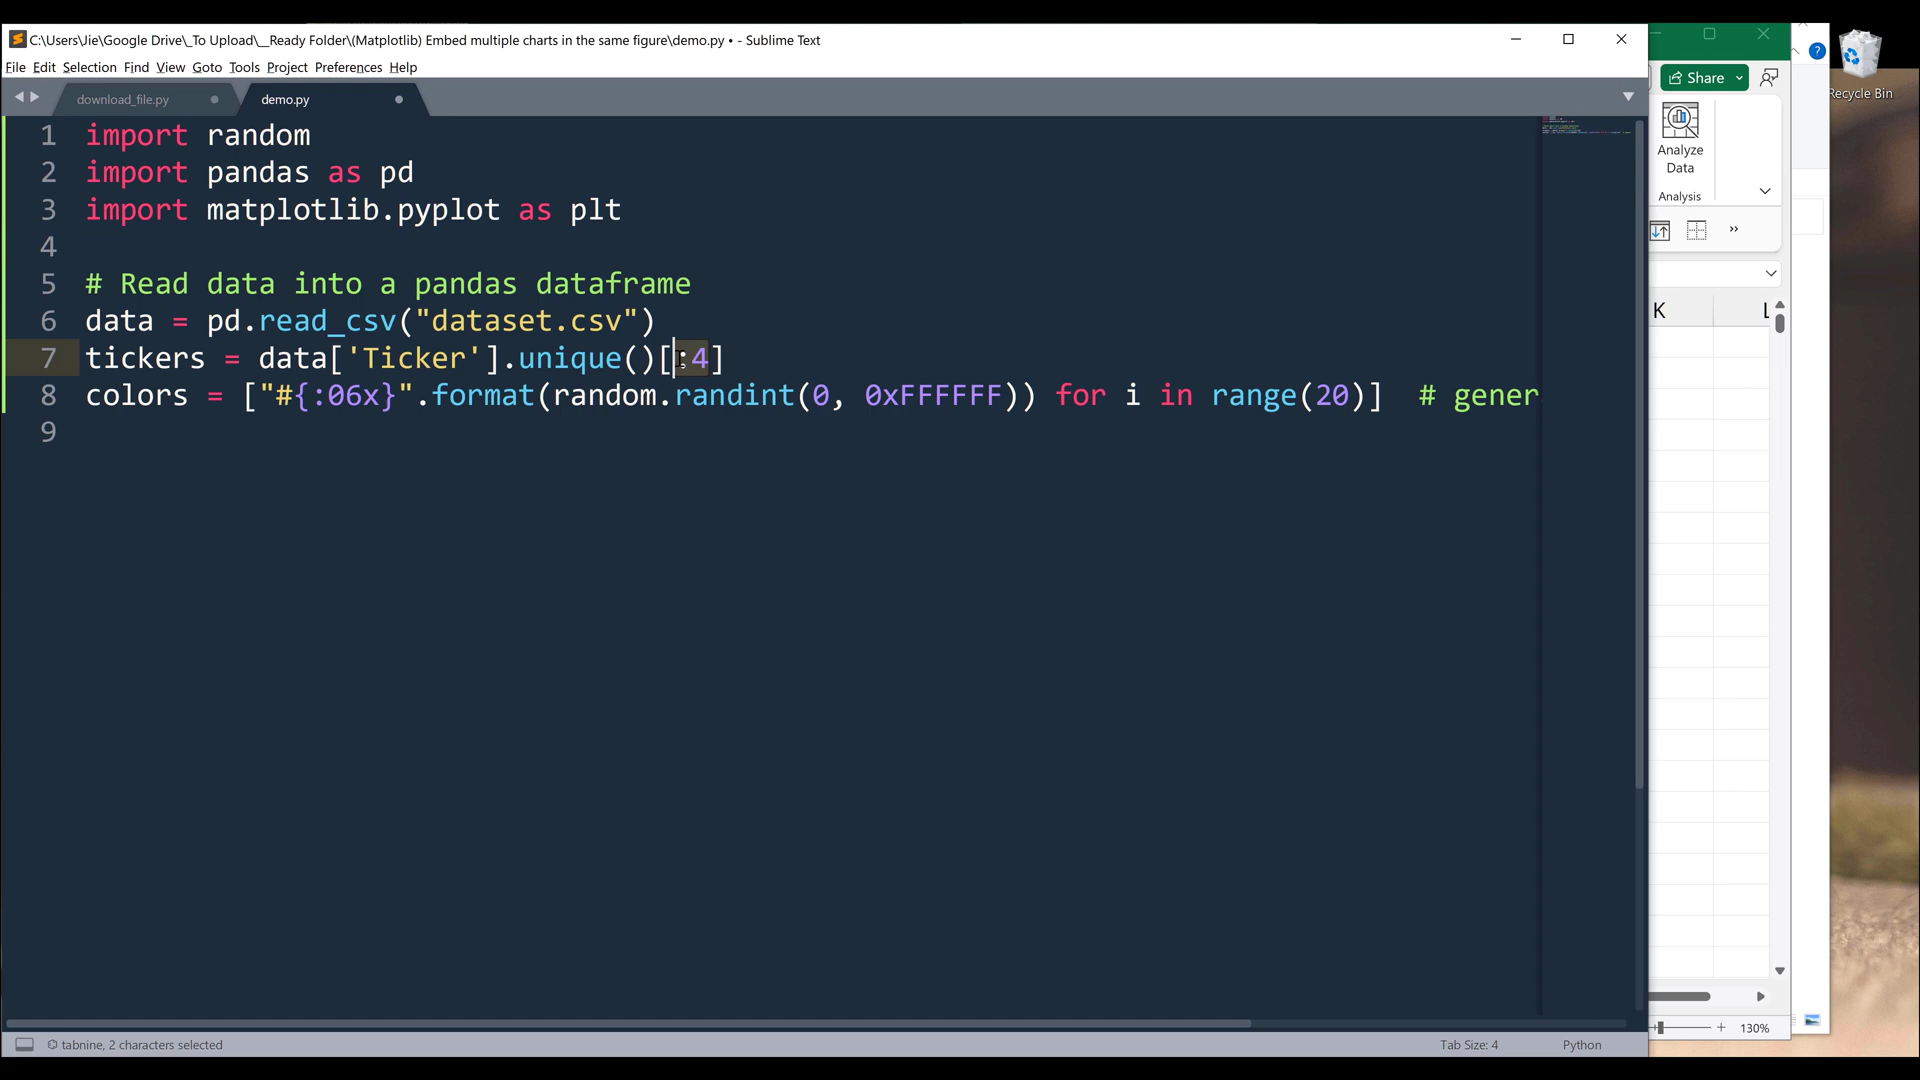 C:\Users\Jie\Google Drive\_To Upload\__Ready Folder\(Matplotlib) Embed multiple charts in the same figure\demo.py • - Sublime Text
File Edit Selection Find View Goto Tools Project Preferences Help
download_file.py
demo.py
1 import random
2 import pandas as pd
3 import matplotlib.pyplot as plt
4
5 # Read data into a pandas dataframe
6 data = pd.read_csv("dataset.csv")
7 tickers = data['Ticker'].unique()[:4]
8 colors = ["#{:06x}".format(random.randint(0, 0xFFFFFF)) for i in range(20)]  # gener
9
tabnine, 2 characters selected
Tab Size: 4
Python
Share
Analyze
Data
Analysis
K
L
130%
?
Recycle Bin